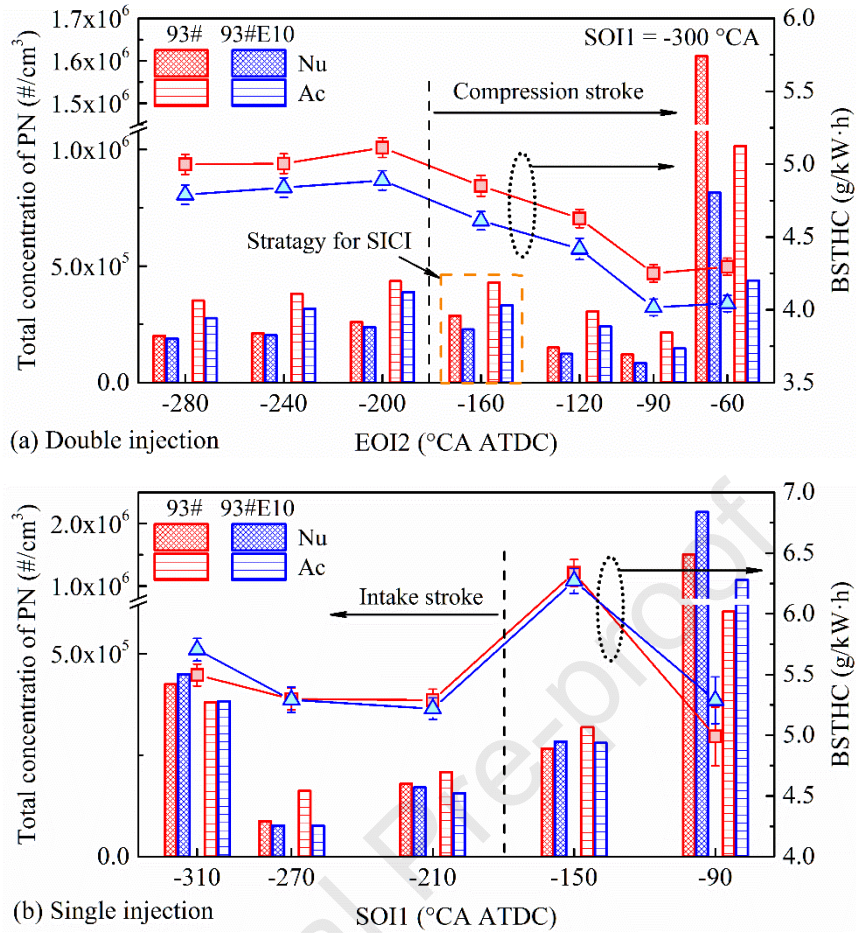 93# 93#E10
SOI1 = -300 °CA
Nu
Ac
Compression stroke
Stratagy for SICI
Total concentratio of PN (#/cm³)
1.7x10⁶
1.6x10⁶
1.5x10⁶
1.0x10⁶
5.0x10⁵
0.0
6.0
5.5
5.0
4.5
4.0
3.5
BSTHC (g/kW·h)
-280 -240 -200 -160 -120 -90 -60
(a) Double injection EOI2 (°CA ATDC)
93# 93#E10
Nu
Ac
Intake stroke
Total concentratio of PN (#/cm³)
2.0x10⁶
1.0x10⁶
5.0x10⁵
0.0
7.0
6.5
6.0
5.5
5.0
4.5
4.0
BSTHC (g/kW·h)
-310 -270 -210 -150 -90
(b) Single injection SOI1 (°CA ATDC)
al Pre-proof